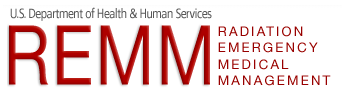 U.S. Department of Health & Human Services
REMM
RADIATION
EMERGENCY
MEDICAL
MANAGEMENT